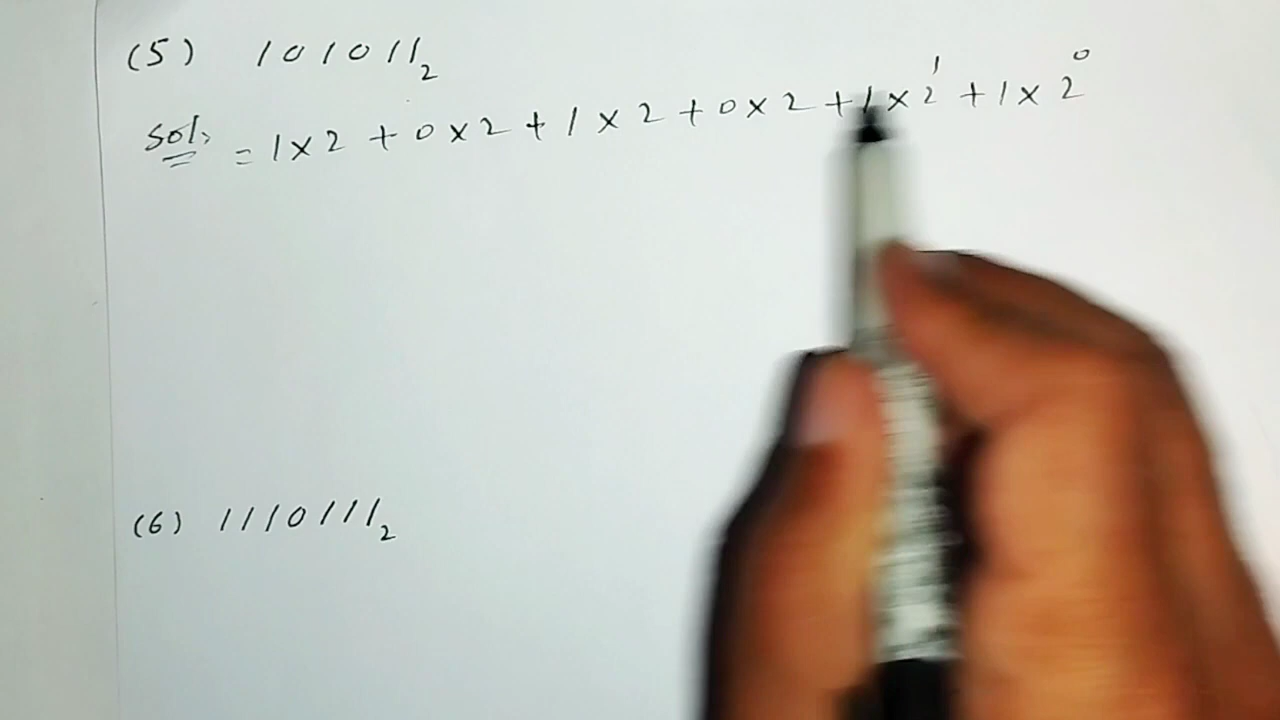 (5) 101011₂
Sol: = 1×2 + 0×2 + 1×2 + 0×2 + 1×2¹ + 1×2⁰
(6) 1110111₂